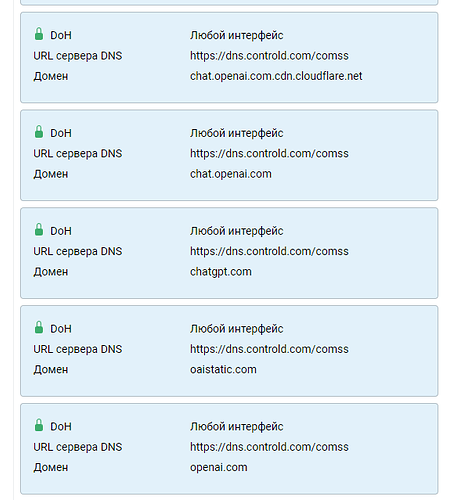 DoH Любой интерфейс
URL сервера DNS https://dns.controld.com/comss
Домен chat.openai.com.cdn.cloudflare.net
DoH Любой интерфейс
URL сервера DNS https://dns.controld.com/comss
Домен chat.openai.com
DoH Любой интерфейс
URL сервера DNS https://dns.controld.com/comss
Домен chatgpt.com
DoH Любой интерфейс
URL сервера DNS https://dns.controld.com/comss
Домен oaistatic.com
DoH Любой интерфейс
URL сервера DNS https://dns.controld.com/comss
Домен openai.com